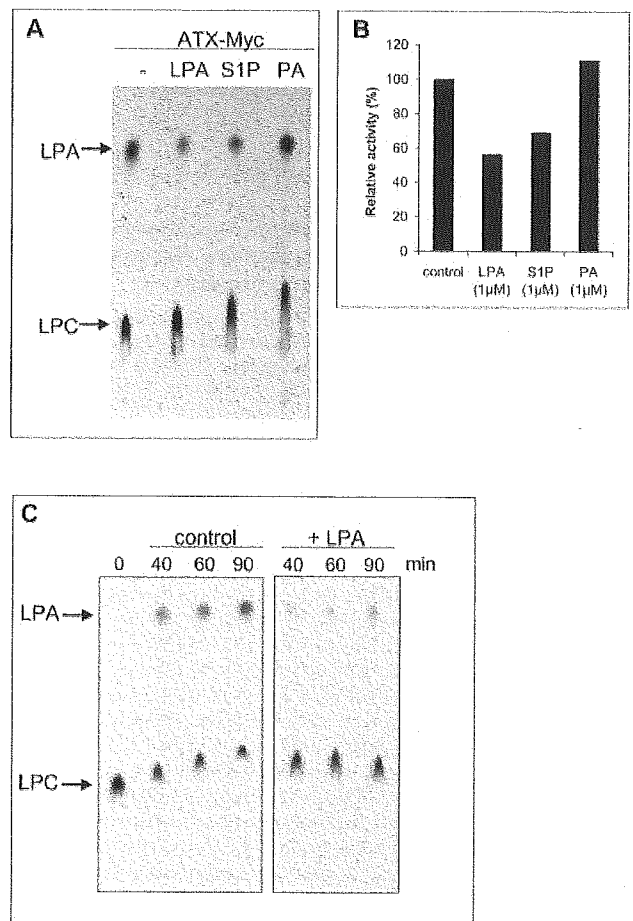 A
ATX-Myc
- LPA S1P PA
LPA
LPC
B
Relative activity (%)
120
100
80
60
40
20
0
control LPA (1µM) S1P (1µM) PA (1µM)
C
control + LPA
0 40 60 90 40 60 90 min
LPA
LPC